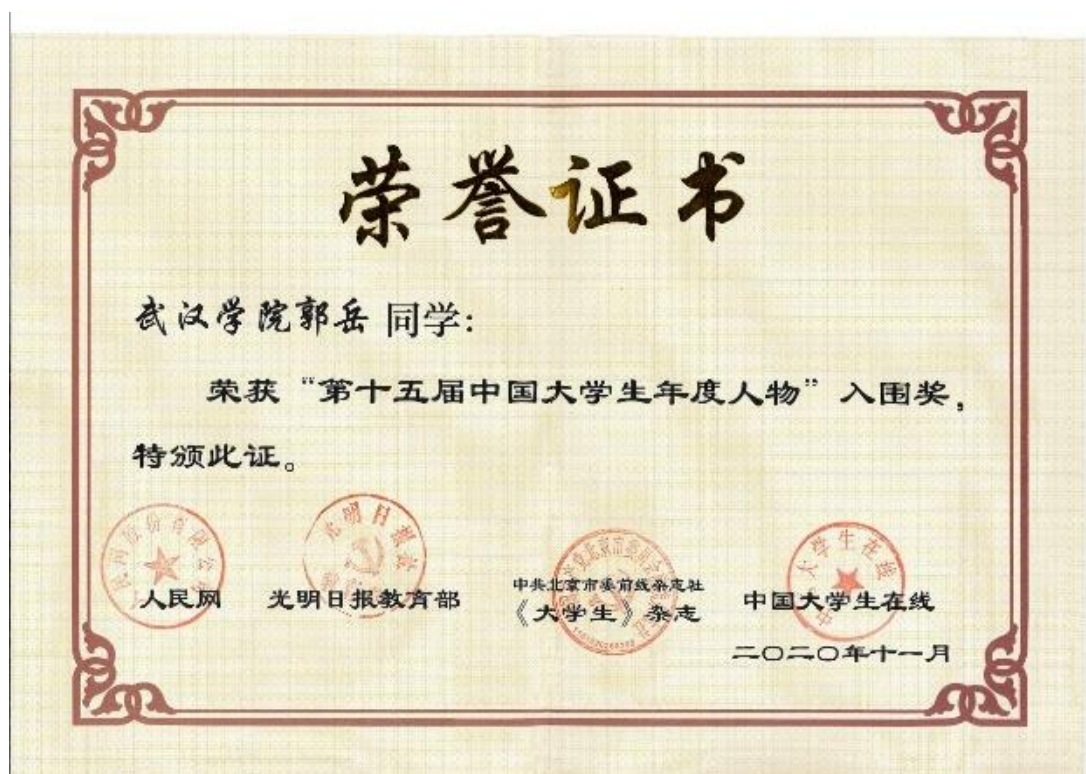 荣誉证书
武汉学院郭岳 同学:
荣获“第十五届中国大学生年度人物”入围奖,
特颁此证。
人民网
光明日报教育部
中共北京市委前线杂志社
《大学生》杂志
中国大学生在线
二〇二〇年十一月